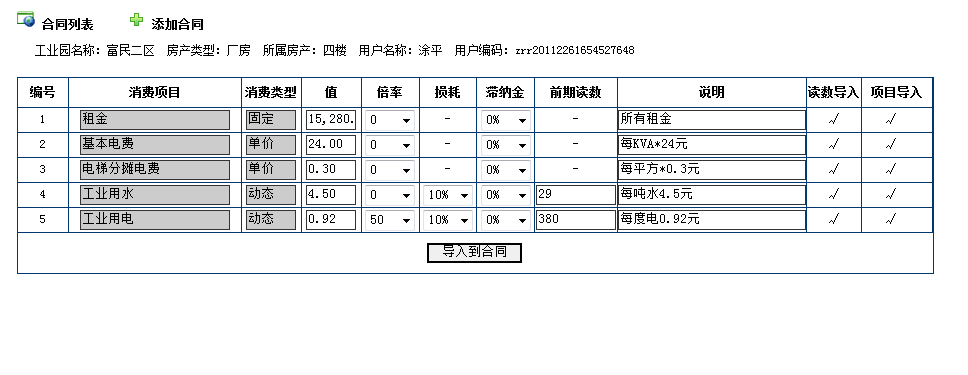 合同列表 添加合同
工业园名称: 富民二区 房产类型: 厂房 所属房产: 四楼 用户名称: 涂平 用户编码: zrr20112261654527648
编号 消费项目 消费类型 值 倍率 损耗 滞纳金 前期读数 说明 读数导入 项目导入
1 租金 固定 15,280. 0 - 0% - 所有租金 √ √
2 基本电费 单价 24.00 0 - 0% - 每KVA*24元 √ √
3 电梯分摊电费 单价 0.30 0 - 0% - 每平方*0.3元 √ √
4 工业用水 动态 4.50 0 10% 0% 29 每吨水4.5元 √ √
5 工业用电 动态 0.92 50 10% 0% 380 每度电0.92元 √ √
导入到合同